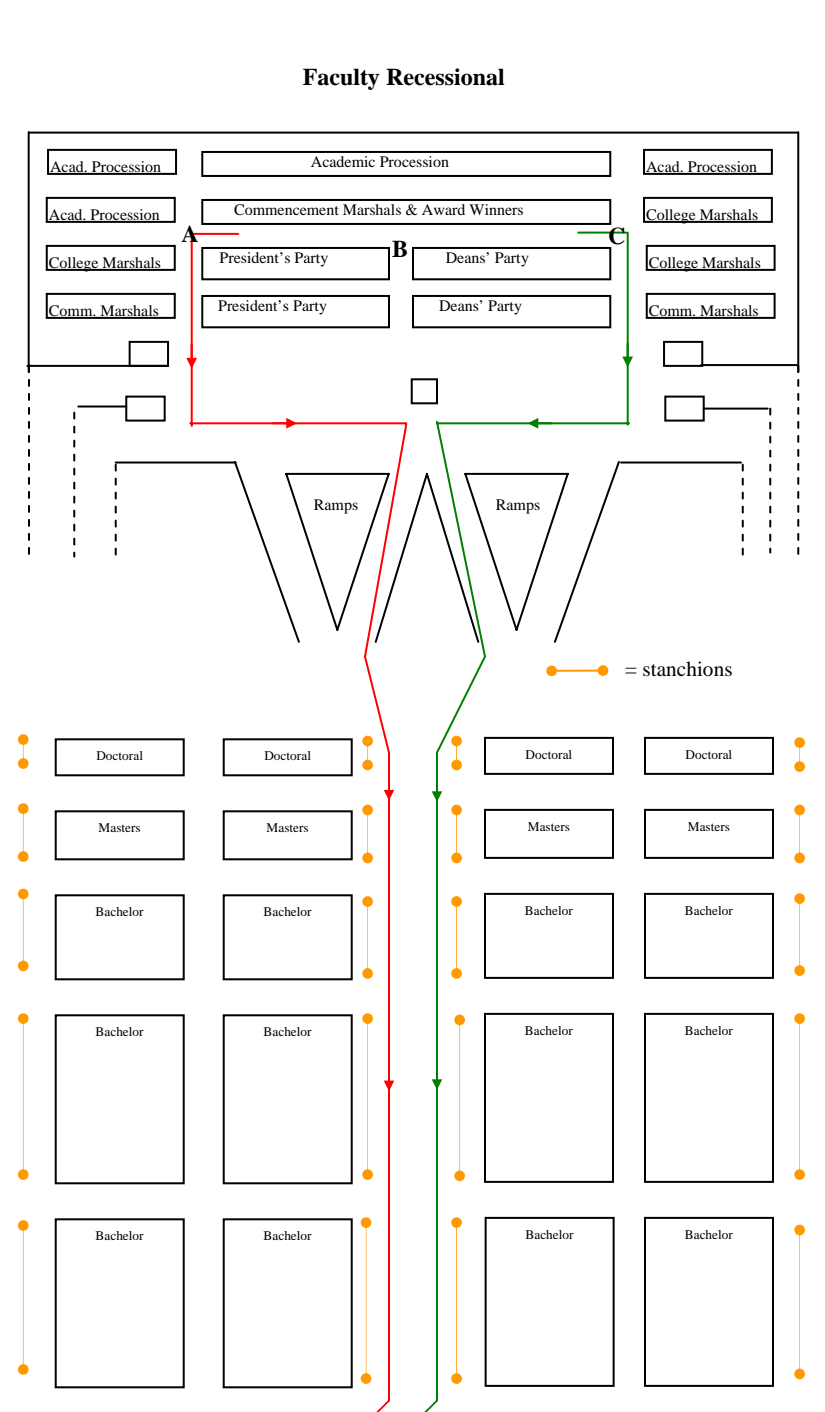 Faculty Recessional
Acad. Procession Academic Procession Acad. Procession
Acad. Procession Commencement Marshals & Award Winners College Marshals
A B C
College Marshals President's Party Deans' Party College Marshals
Comm. Marshals President's Party Deans' Party Comm. Marshals
Ramps Ramps
= stanchions
Doctoral Doctoral Doctoral Doctoral
Masters Masters Masters Masters
Bachelor Bachelor Bachelor Bachelor
Bachelor Bachelor Bachelor Bachelor
Bachelor Bachelor Bachelor Bachelor